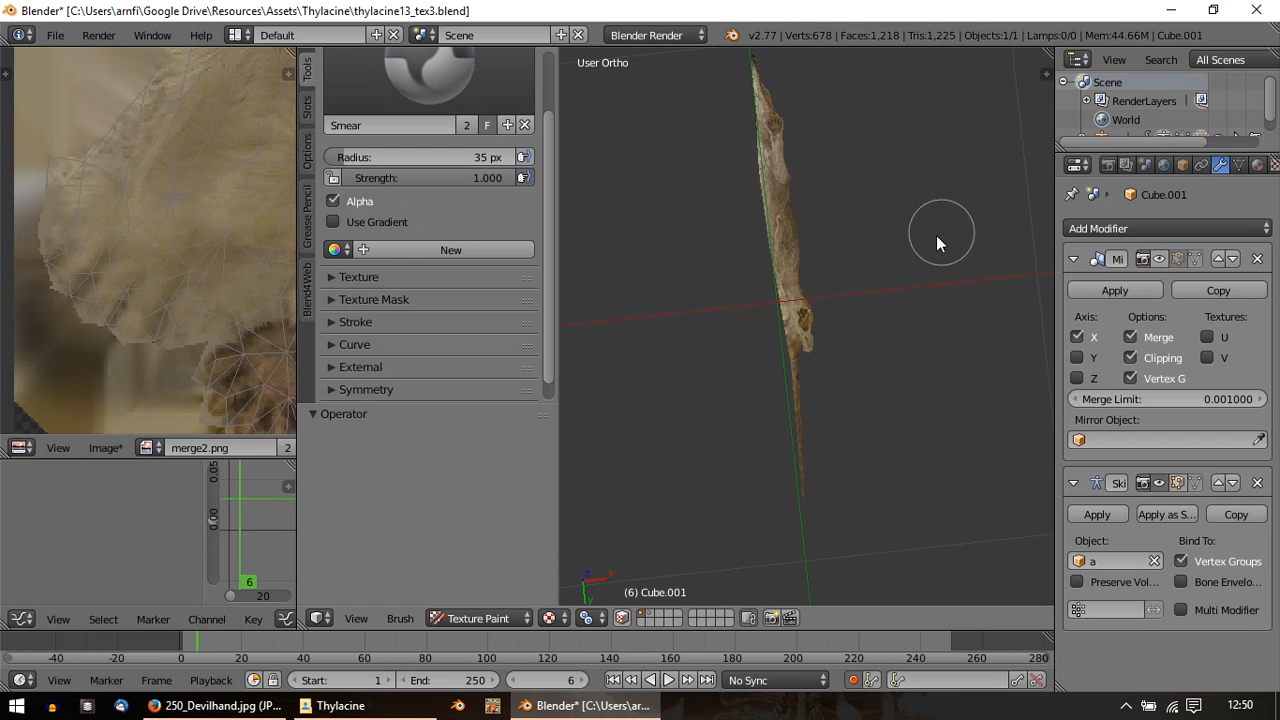 Blender* [C:\Users\arnfi\Google Drive\Resources\Assets\Thylacine\thylacine13_tex3.blend]
File Render Window Help Default Scene Blender Render v2.77 | Verts:678 | Faces:1,218 | Tris:1,225 | Objects:1/1 | Lamps:0/0 | Mem:44.66M | Cube.001
View Search All Scenes
Tools
Slots
Options
Grease Pencil
Blend4Web
Smear 2 F
Radius: 35 px
Strength: 1.000
Alpha
Use Gradient
New
Texture
Texture Mask
Stroke
Curve
External
Symmetry
Operator
User Ortho
(6) Cube.001
Scene
RenderLayers
World
Cube.001
Add Modifier
Mi
Apply Copy
Axis: Options: Textures:
X Merge U
Y Clipping V
Z Vertex G
Merge Limit: 0.001000
Mirror Object:
Ski
Apply Apply as S... Copy
Object: Bind To:
a Vertex Groups
Preserve Vol... Bone Envelo...
Multi Modifier
View Image* merge2.png 2
0.05
0.00
6
20
Select Marker Channel Key
View
View Brush Texture Paint
-40 -20 0 20 40 60 80 100 120 140 160 180 200 220 240 260 280
View Marker Frame Playback Start: 1 End: 250 6 No Sync
250_Devilhand.jpg (JP... Thylacine Blender* [C:\Users\ar... 12:50